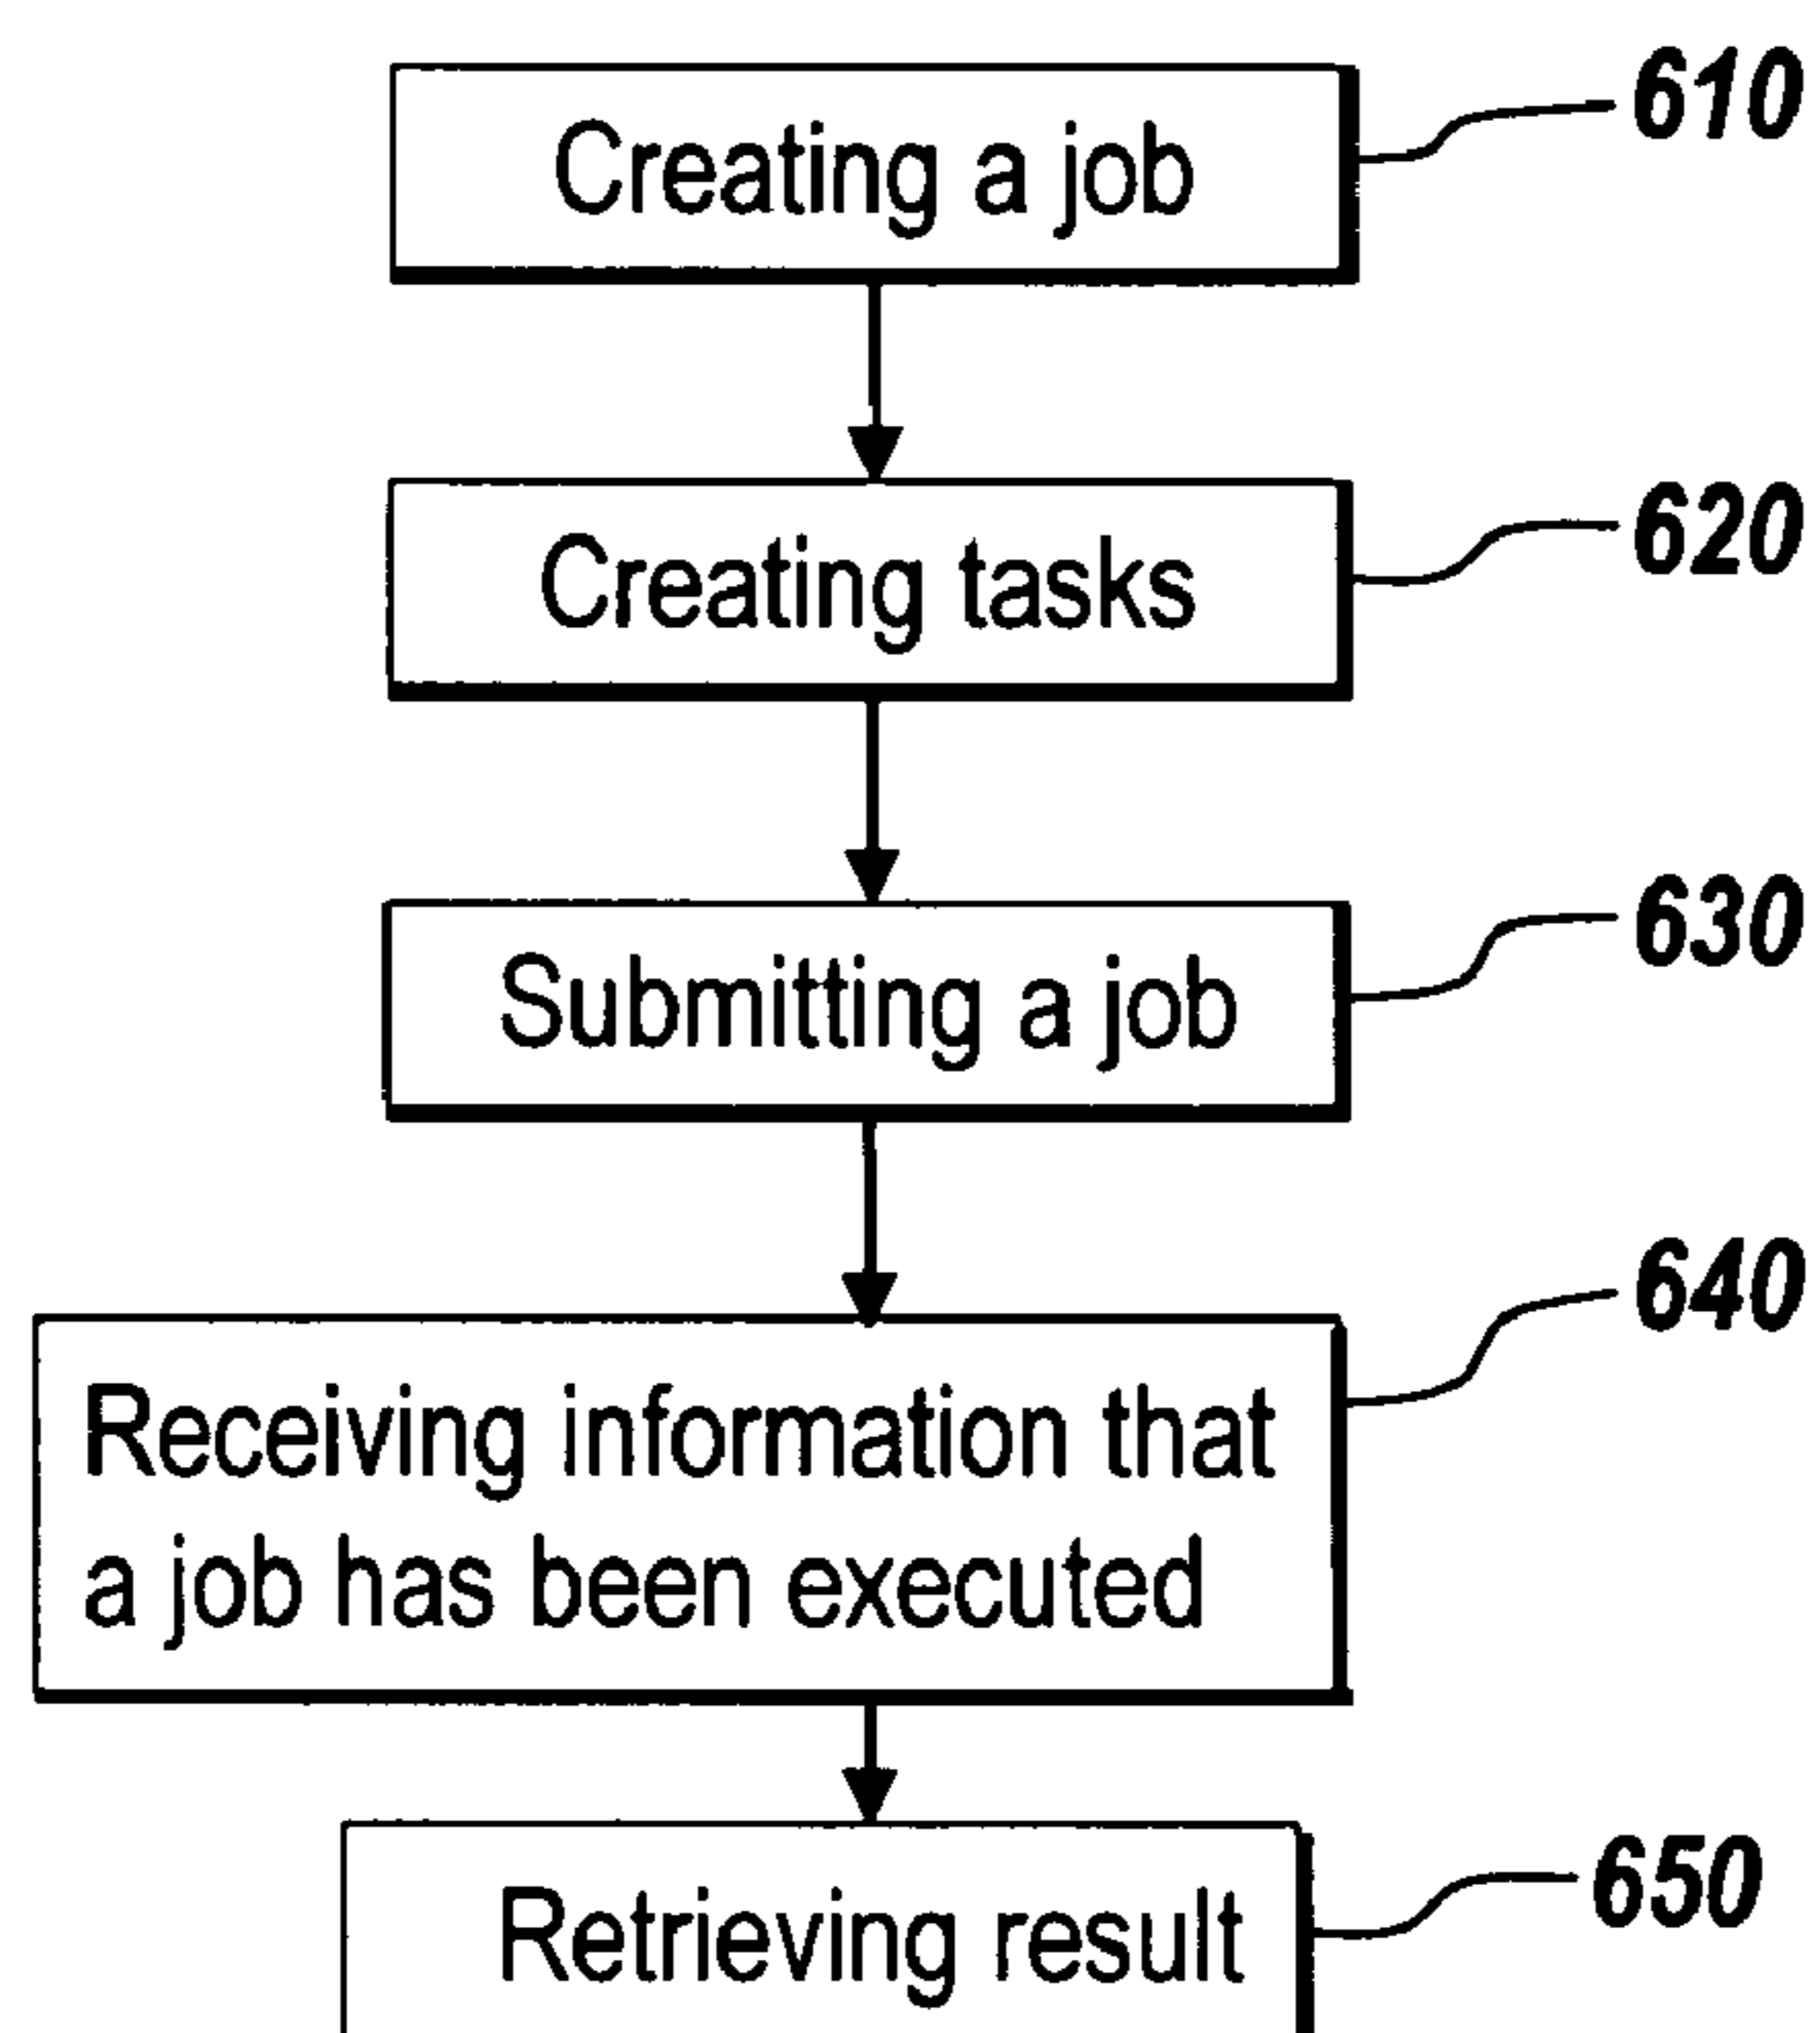 Creating a job
610
Creating tasks
620
Submitting a job
630
640
Receiving information that
a job has been executed
650
Retrieving result